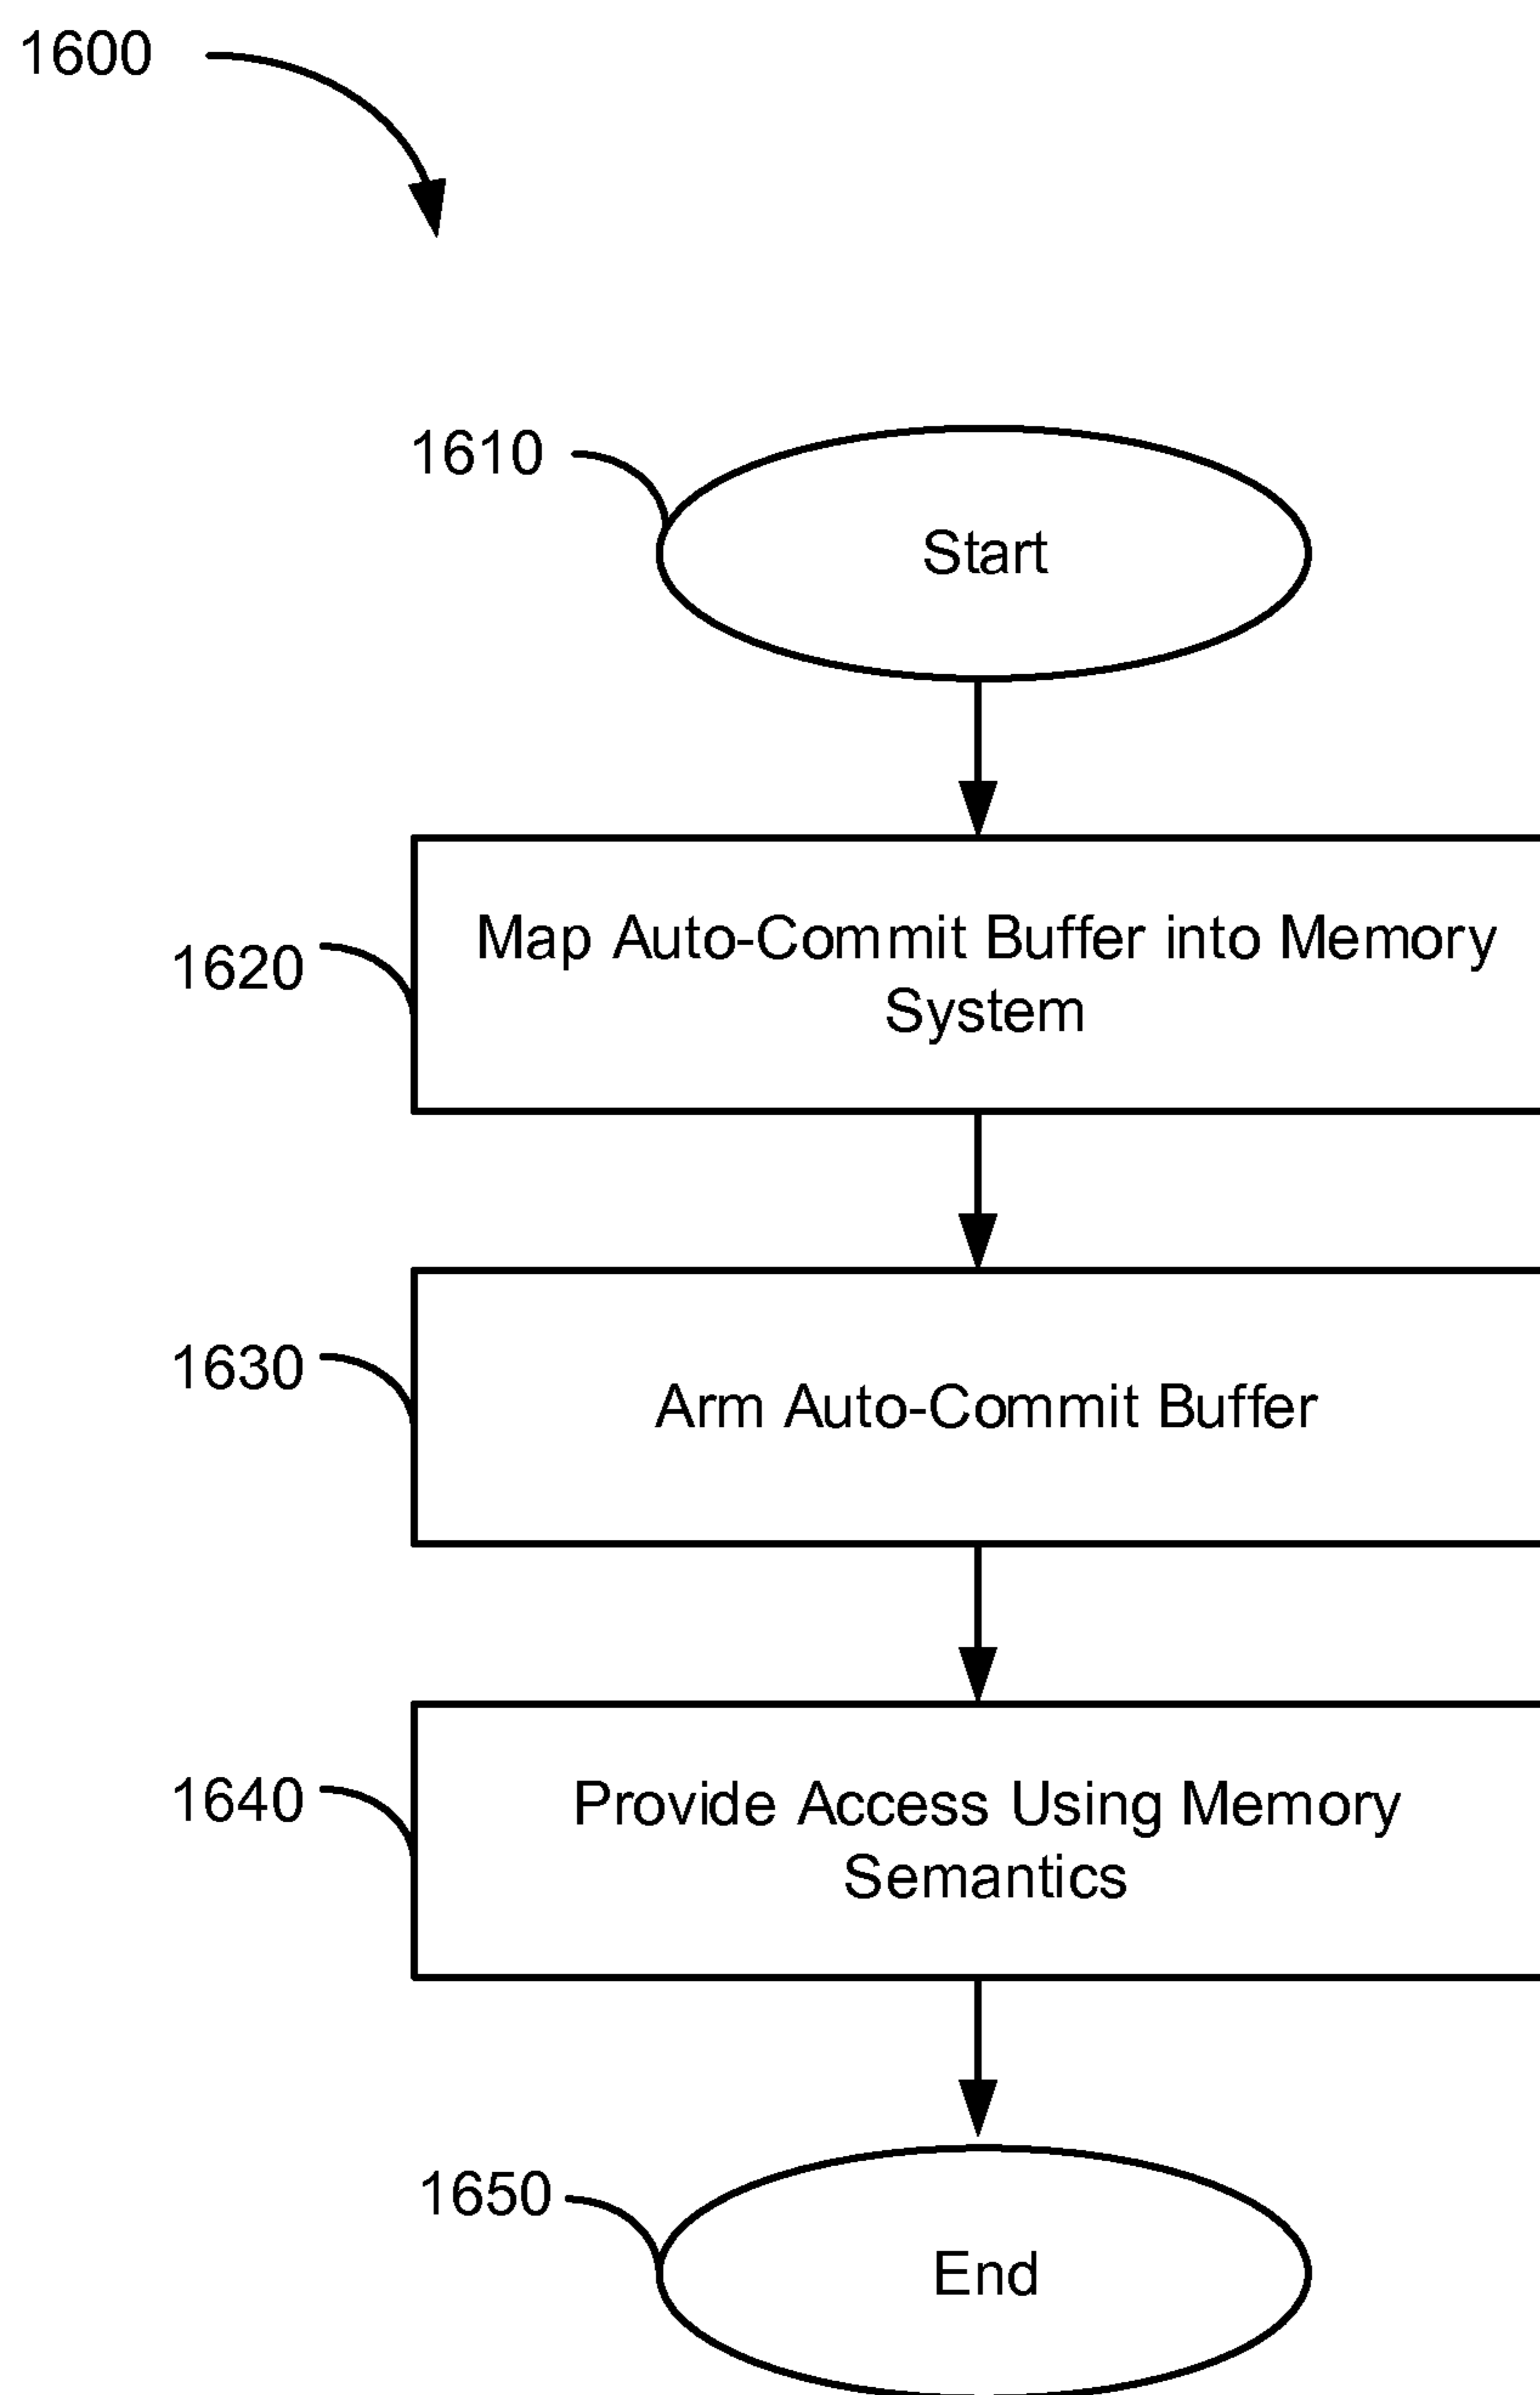 1600
1610
Start
1620
Map Auto-Commit Buffer into Memory
System
1630
Arm Auto-Commit Buffer
1640
Provide Access Using Memory
Semantics
1650
End